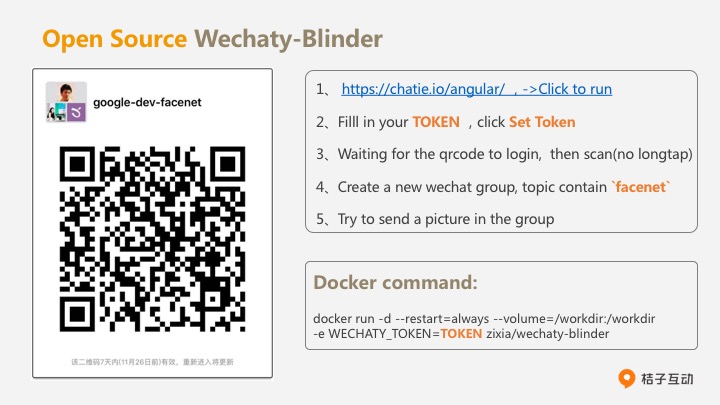 Open Source Wechaty-Blinder
google-dev-facenet
该二维码7天内(11月26日前)有效，重新进入将更新
1、 https://chatie.io/angular/ ，->Click to run
2、Filll in your TOKEN ，click Set Token
3、Waiting for the qrcode to login, then scan(no longtap)
4、Create a new wechat group, topic contain `facenet`
5、Try to send a picture in the group
Docker command:
docker run -d --restart=always --volume=/workdir:/workdir
-e WECHATY_TOKEN=TOKEN zixia/wechaty-blinder
桔子互动